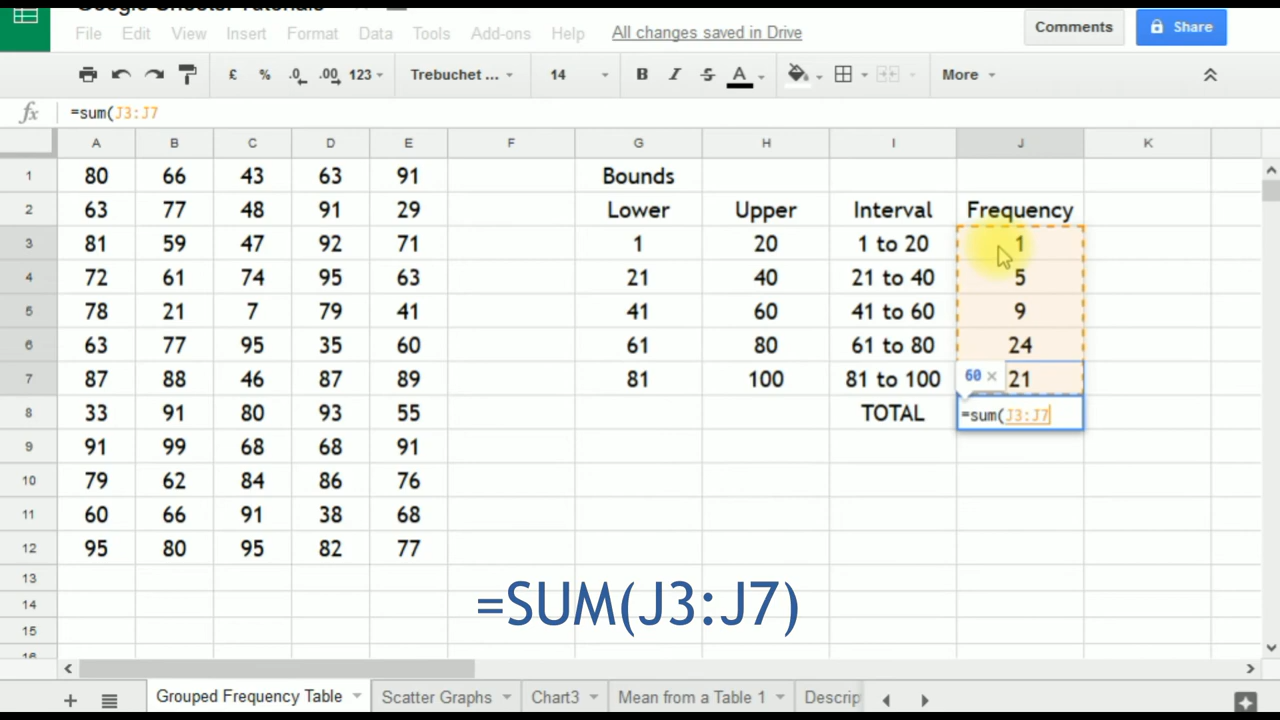 Google Sheets: Tutorials
File Edit View Insert Format Data Tools Add-ons Help All changes saved in Drive Comments Share
£ % .0 .00 123 Trebuchet ... 14 B I S A More
fx =sum(J3:J7
A B C D E F G H I J K
1 80 66 43 63 91 Bounds
2 63 77 48 91 29 Lower Upper Interval Frequency
3 81 59 47 92 71 1 20 1 to 20 1
4 72 61 74 95 63 21 40 21 to 40 5
5 78 21 7 79 41 41 60 41 to 60 9
6 63 77 95 35 60 61 80 61 to 80 24
7 87 88 46 87 89 81 100 81 to 100 60 × 21
8 33 91 80 93 55 TOTAL =sum(J3:J7
9 91 99 68 68 91
10 79 62 84 86 76
11 60 66 91 38 68
12 95 80 95 82 77
13
14
15
16
=SUM(J3:J7)
Grouped Frequency Table Scatter Graphs Chart3 Mean from a Table 1 Descrip